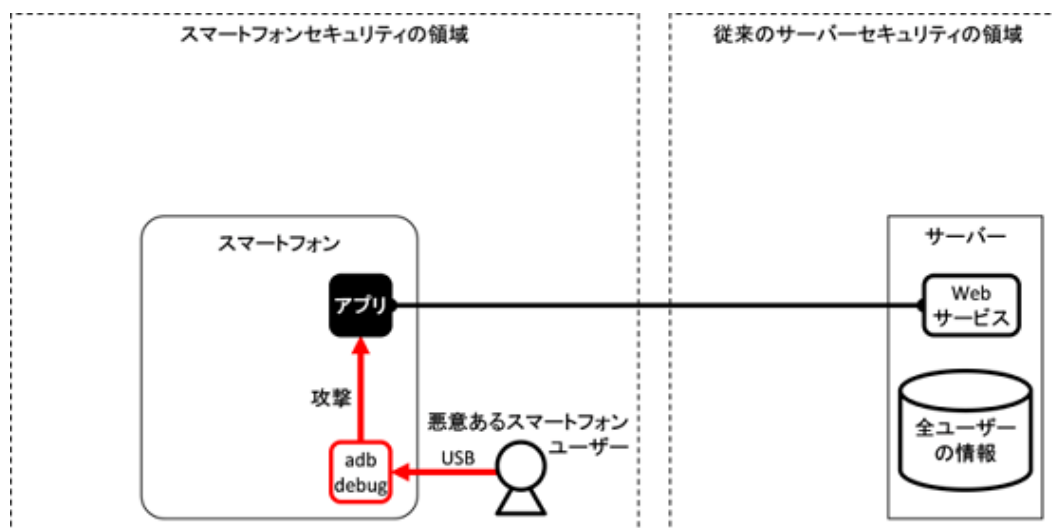 スマートフォンセキュリティの領域
従来のサーバーセキュリティの領域
スマートフォン
アプリ
攻撃
adb
debug
USB
悪意あるスマートフォン
ユーザー
サーバー
Web
サービス
全ユーザー
の情報